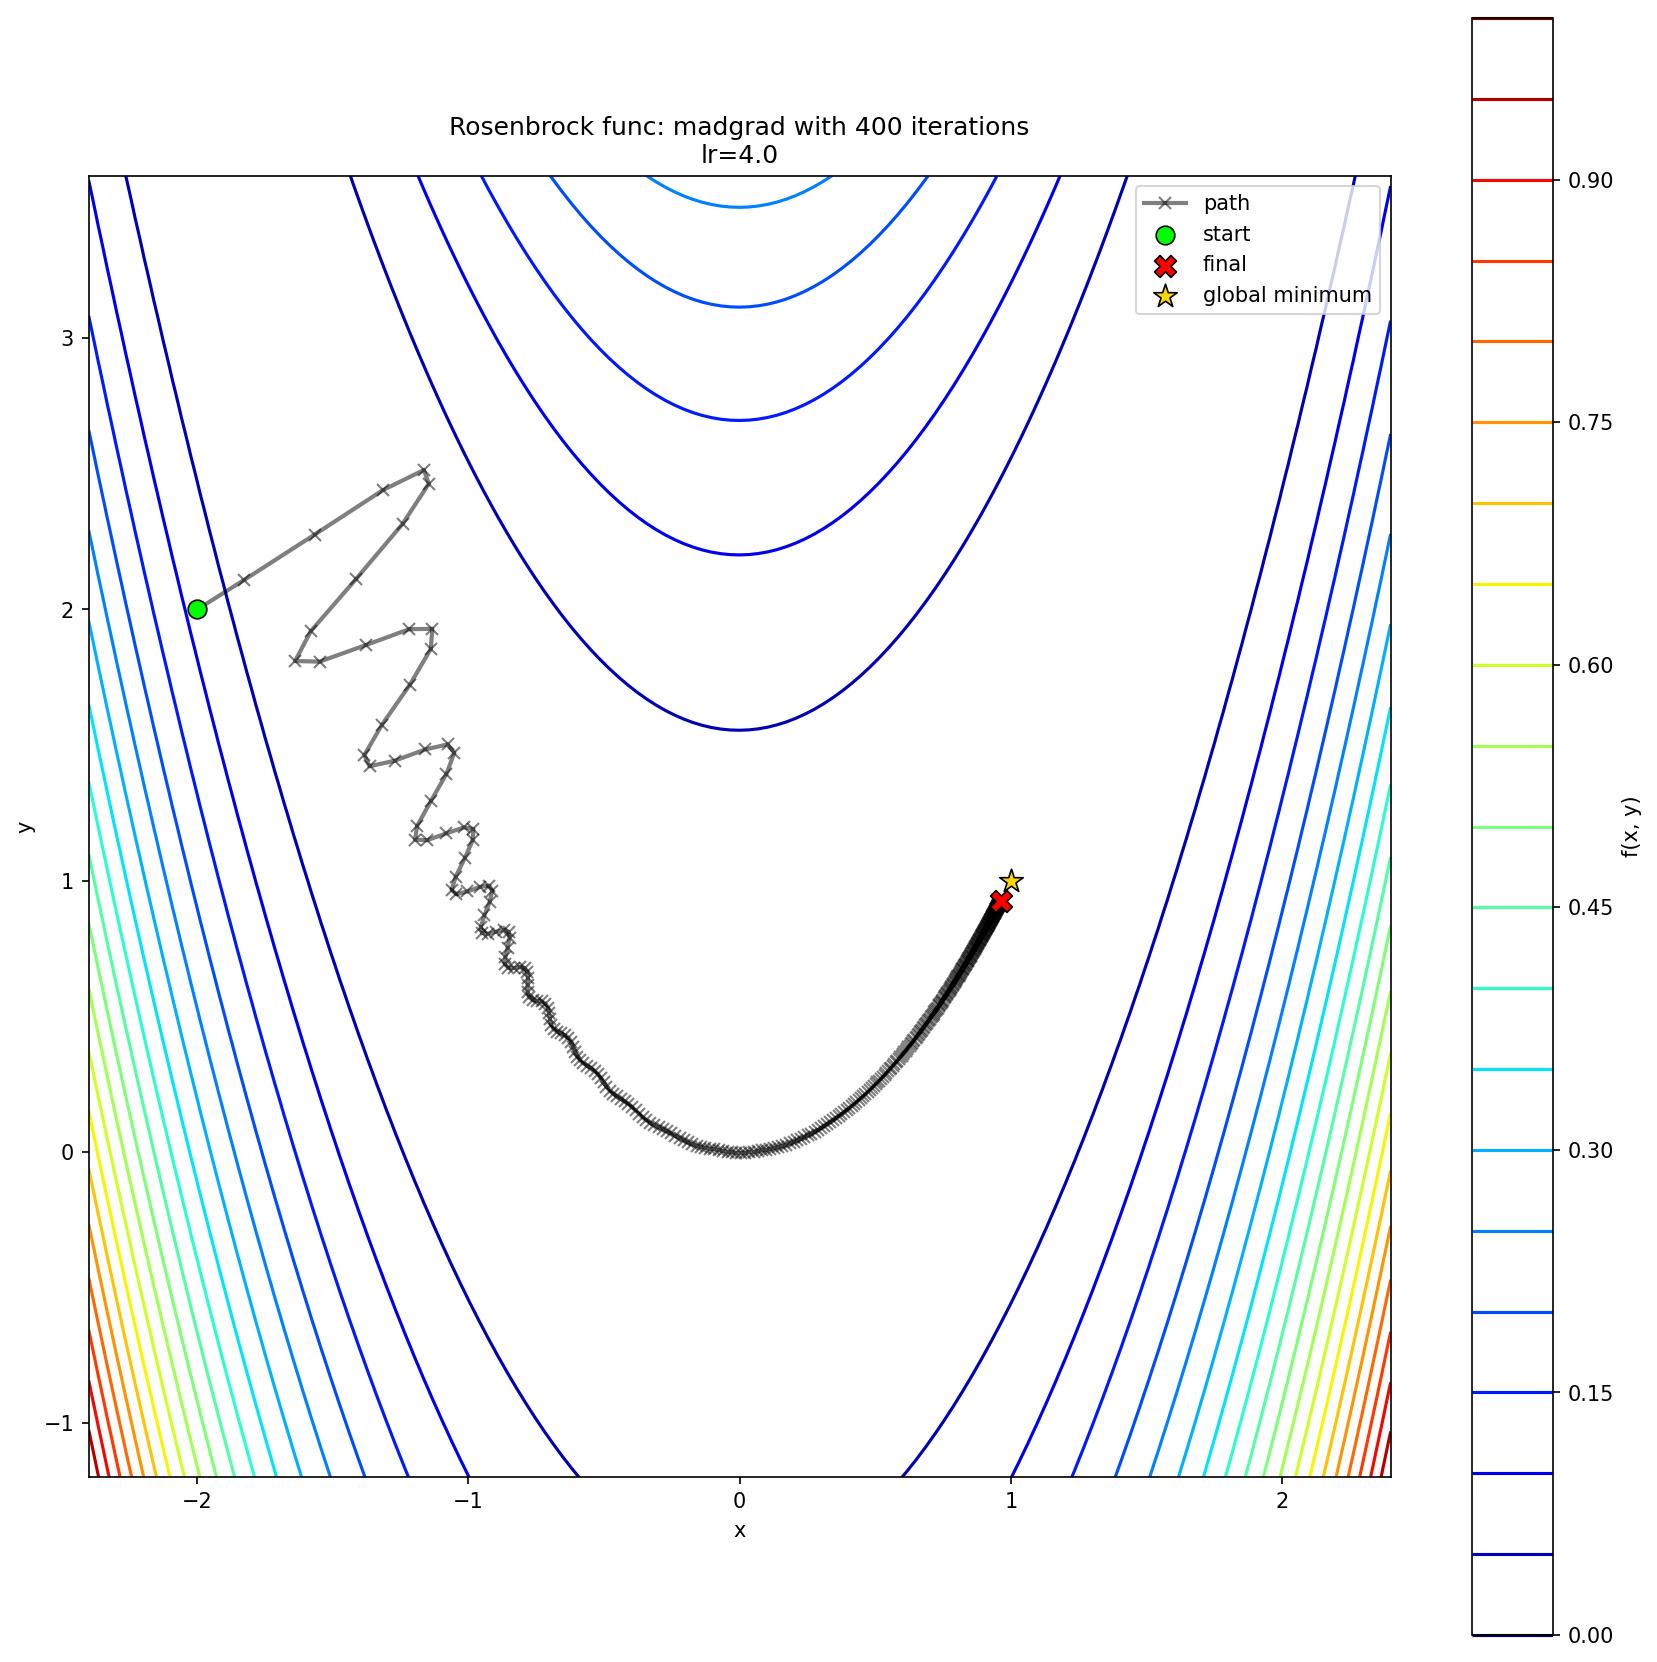 Rosenbrock func: madgrad with 400 iterations
lr=4.0
path
start
final
global minimum
3
2
1
0
−1
y
−2
−1
0
1
2
x
0.90
0.75
0.60
0.45
0.30
0.15
0.00
f(x, y)